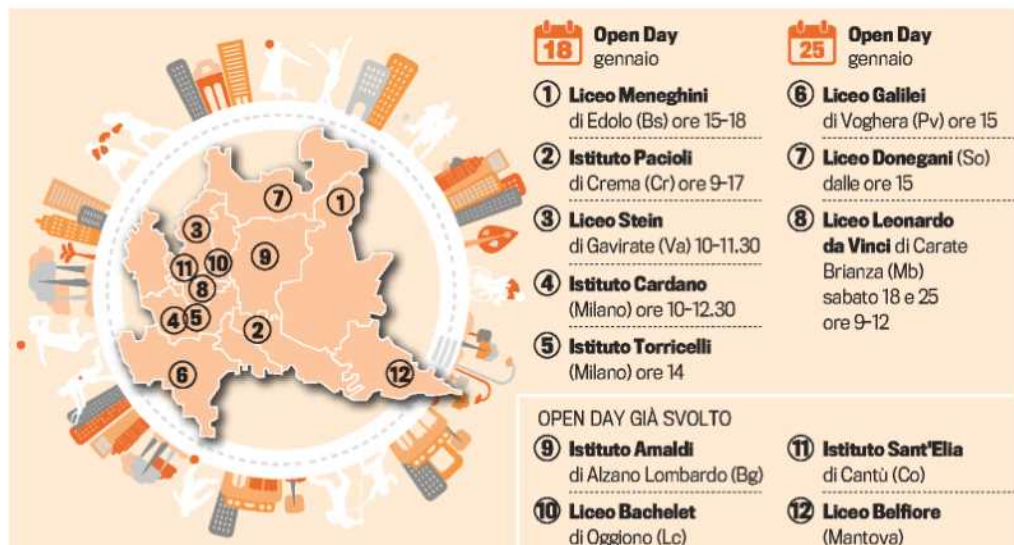 18
Open Day
gennaio
1 Liceo Meneghini
di Edolo (Bs) ore 15-18
2 Istituto Pacioli
di Crema (Cr) ore 9-17
3 Liceo Stein
di Gavirate (Va) 10-11.30
4 Istituto Cardano
(Milano) ore 10-12.30
5 Istituto Torricelli
(Milano) ore 14
25
Open Day
gennaio
6 Liceo Galilei
di Voghera (Pv) ore 15
7 Liceo Donegani (So)
dalle ore 15
8 Liceo Leonardo
da Vinci di Carate
Brianza (Mb)
sabato 18 e 25
ore 9-12
OPEN DAY GIÀ SVOLTO
9 Istituto Amaldi
di Alzano Lombardo (Bg)
10 Liceo Bachelet
di Oggiono (Lc)
11 Istituto Sant'Elia
di Cantù (Co)
12 Liceo Belfiore
(Mantova)
7
1
3
10
9
11
8
4
5
2
6
12